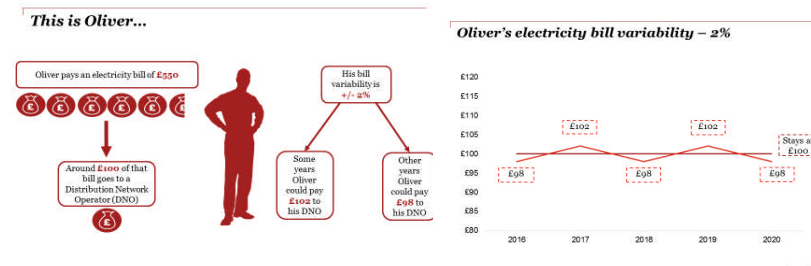 This is Oliver...
Oliver pays an electricity bill of £550
£ £ £ £ £ £
Around £100 of that
bill goes to a
Distribution Network
Operator (DNO)
£
His bill
variability is
+/- 2%
Some
years
Oliver
could pay
£102 to
his DNO
Other
years
Oliver
could pay
£98 to
his DNO
Oliver's electricity bill variability – 2%
£120
£115
£110
£105
£100
£95
£90
£85
£80
£98
£102
£98
£102
£98
Stays a
£100
2016 2017 2018 2019 2020